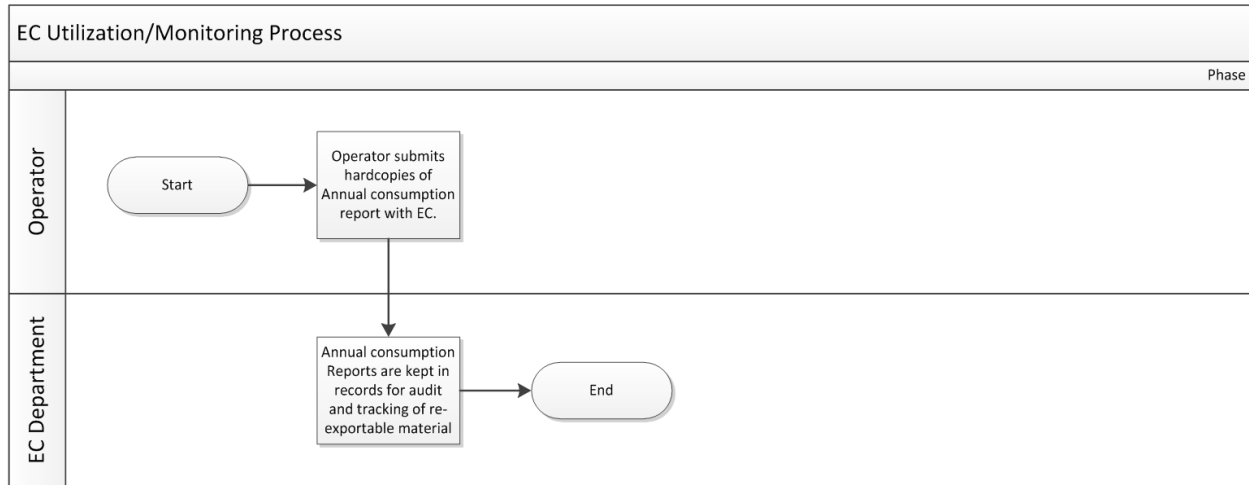 EC Utilization/Monitoring Process
Phase
Operator
Start
Operator submits
hardcopies of
Annual consumption
report with EC.
EC Department
Annual consumption
Reports are kept in
records for audit
and tracking of re-
exportable material
End